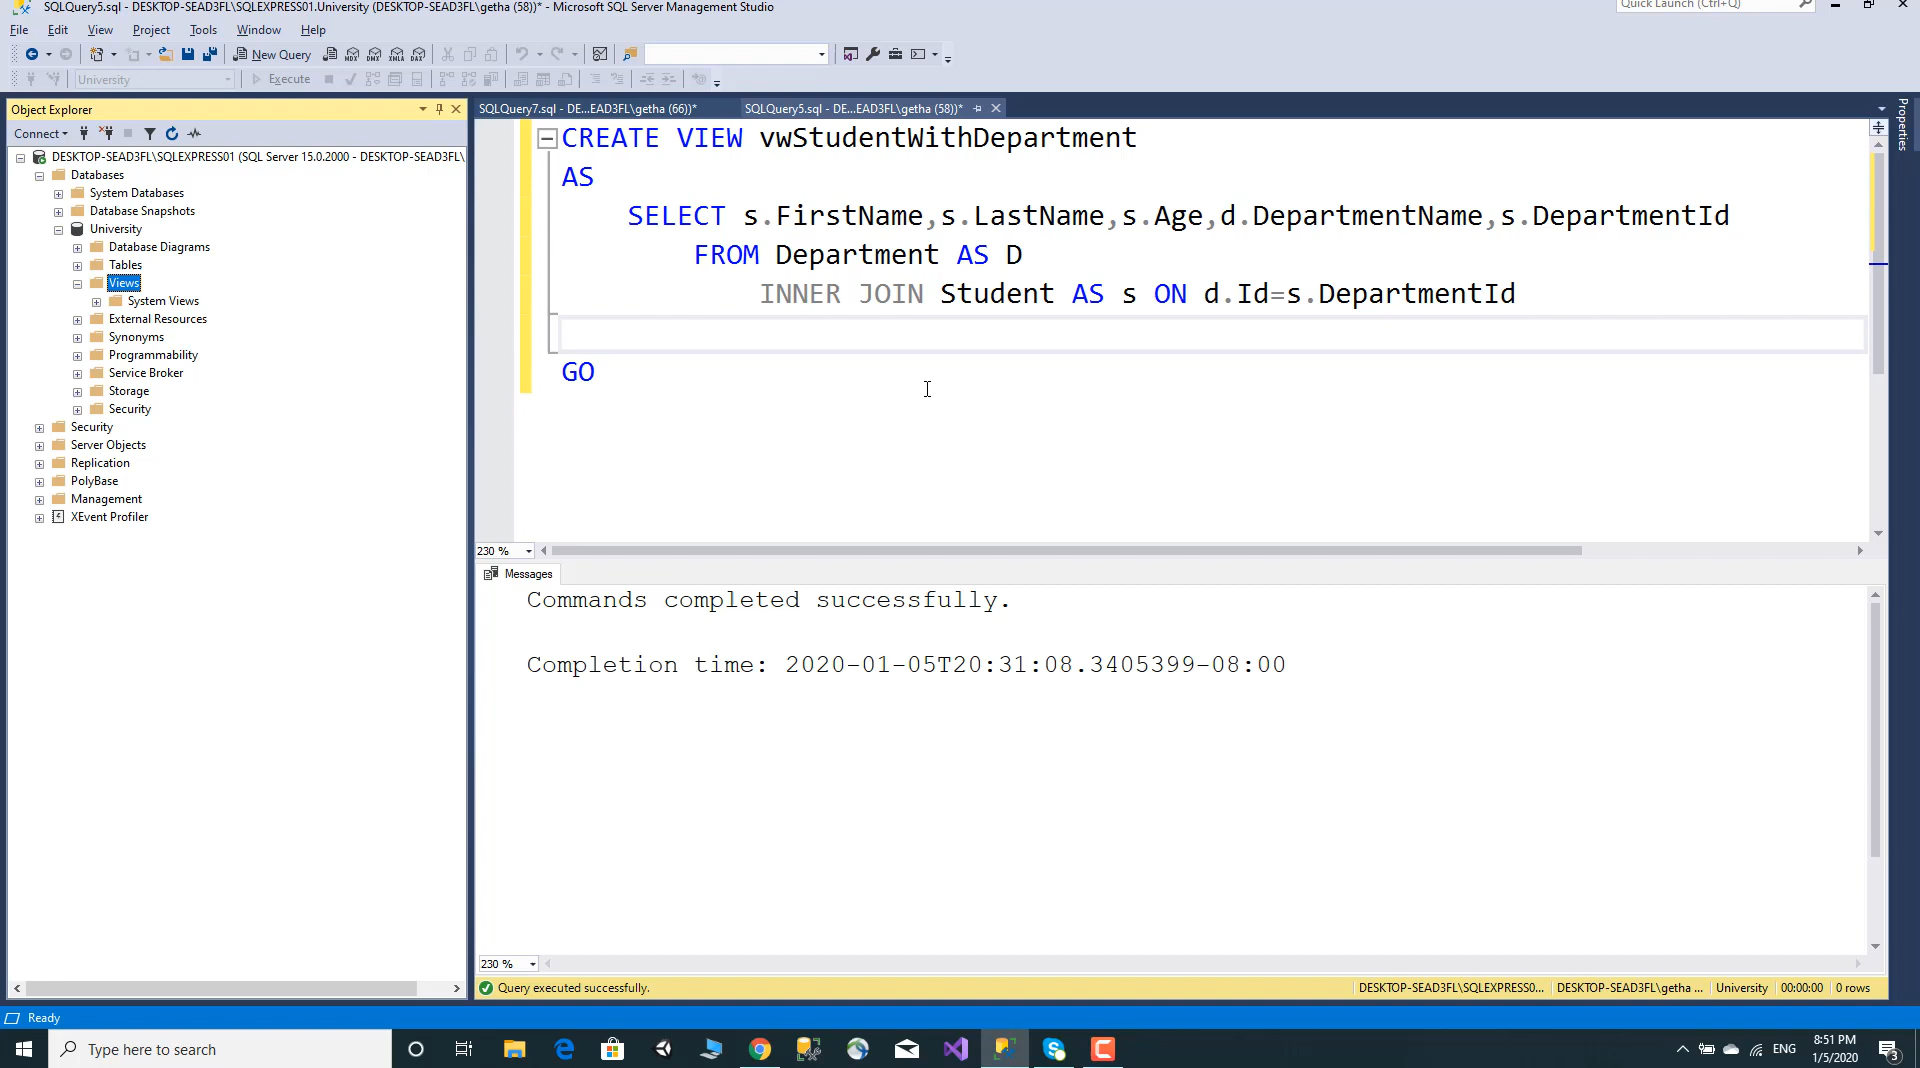 SQLQuery5.sql - DESKTOP-SEAD3FL\SQLEXPRESS01.University (DESKTOP-SEAD3FL\getha (58))* - Microsoft SQL Server Management Studio
Quick Launch (Ctrl+Q)
File Edit View Project Tools Window Help
New Query MDX DMX XMLA DAX
University Execute
Object Explorer
Connect
DESKTOP-SEAD3FL\SQLEXPRESS01 (SQL Server 15.0.2000 - DESKTOP-SEAD3FL\
Databases
System Databases
Database Snapshots
University
Database Diagrams
Tables
Views
System Views
External Resources
Synonyms
Programmability
Service Broker
Storage
Security
Security
Server Objects
Replication
PolyBase
Management
XEvent Profiler
SQLQuery7.sql - DE...EAD3FL\getha (66))* SQLQuery5.sql - DE...EAD3FL\getha (58))*
Properties
CREATE VIEW vwStudentWithDepartment
AS
SELECT s.FirstName,s.LastName,s.Age,d.DepartmentName,s.DepartmentId
FROM Department AS D
INNER JOIN Student AS s ON d.Id=s.DepartmentId
GO
230 %
Messages
Commands completed successfully.
Completion time: 2020-01-05T20:31:08.3405399-08:00
230 %
Query executed successfully. DESKTOP-SEAD3FL\SQLEXPRESS0... DESKTOP-SEAD3FL\getha ... University 00:00:00 0 rows
Ready
Type here to search
ENG
8:51 PM
1/5/2020
3